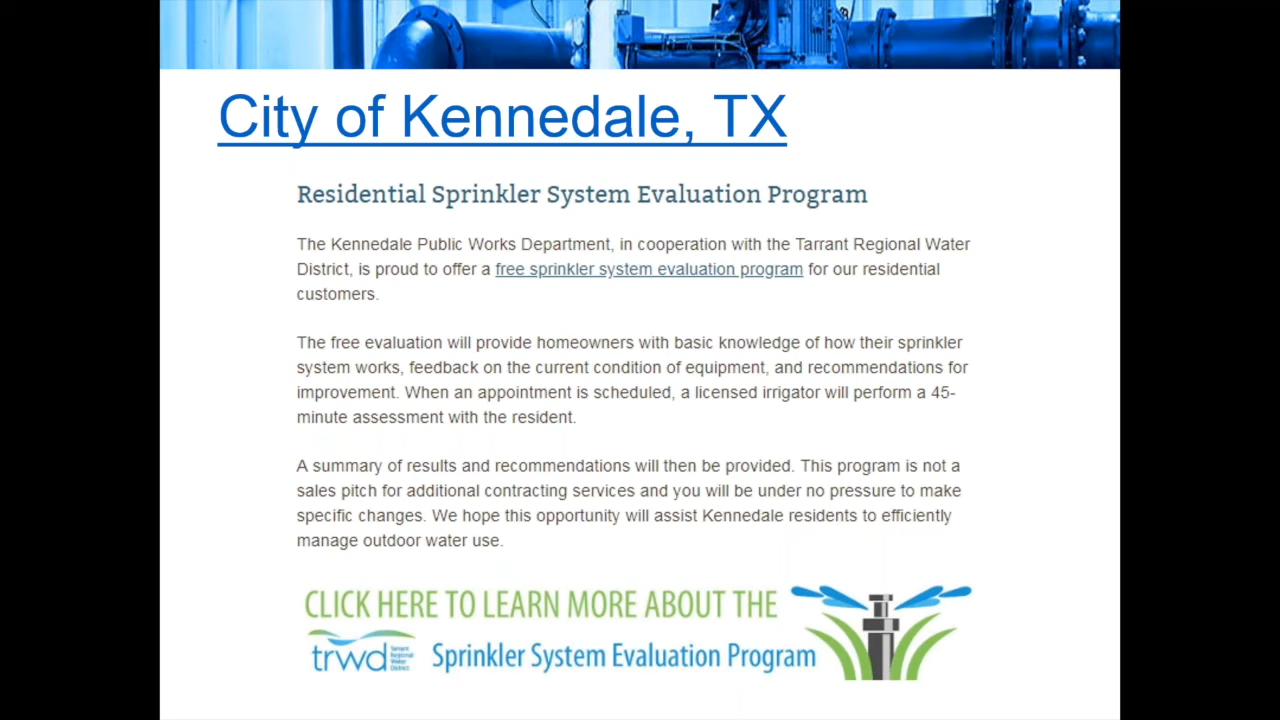 City of Kennedale, TX
Residential Sprinkler System Evaluation Program
The Kennedale Public Works Department, in cooperation with the Tarrant Regional Water
District, is proud to offer a free sprinkler system evaluation program for our residential
customers.
The free evaluation will provide homeowners with basic knowledge of how their sprinkler
system works, feedback on the current condition of equipment, and recommendations for
improvement. When an appointment is scheduled, a licensed irrigator will perform a 45-
minute assessment with the resident.
A summary of results and recommendations will then be provided. This program is not a
sales pitch for additional contracting services and you will be under no pressure to make
specific changes. We hope this opportunity will assist Kennedale residents to efficiently
manage outdoor water use.
CLICK HERE TO LEARN MORE ABOUT THE
trwd
Tarrant
Regional
Water
District
Sprinkler System Evaluation Program